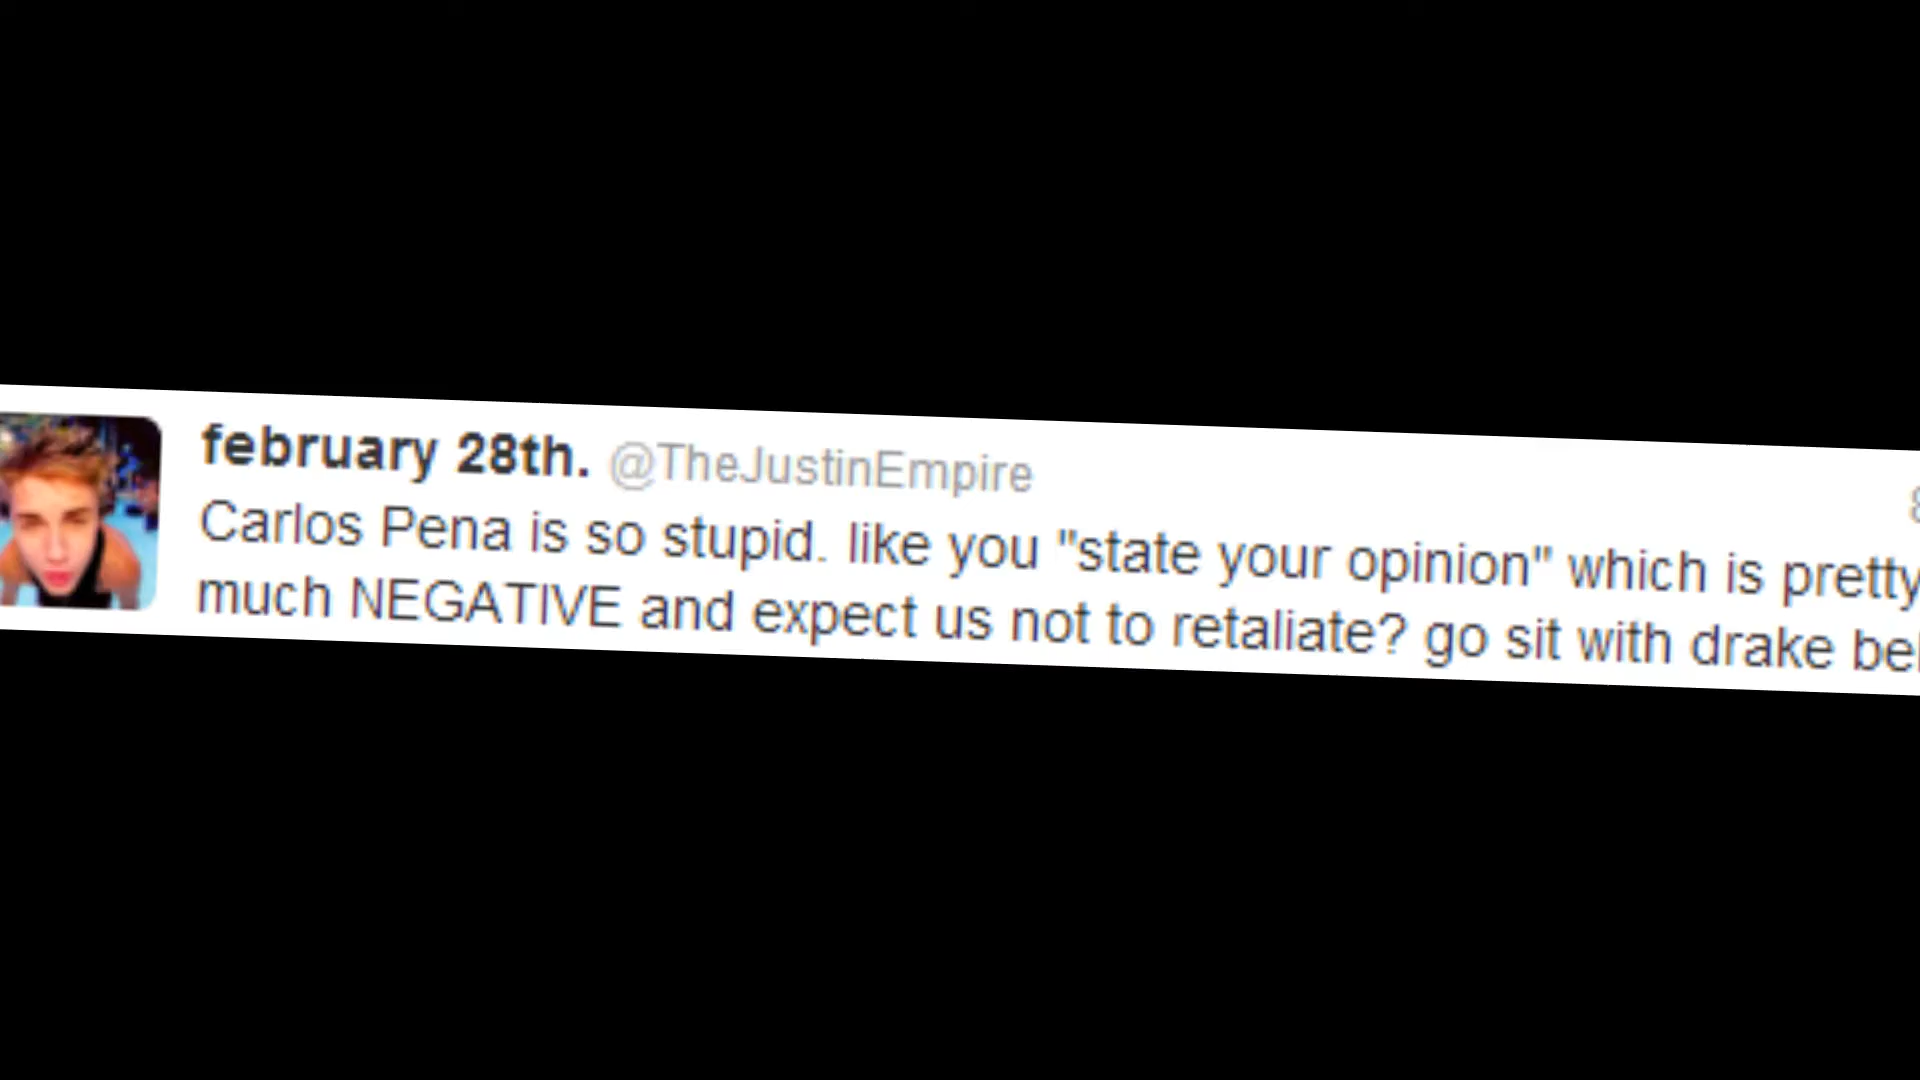 february 28th. @TheJustinEmpire
Carlos Pena is so stupid. like you "state your opinion" which is pretty
much NEGATIVE and expect us not to retaliate? go sit with drake